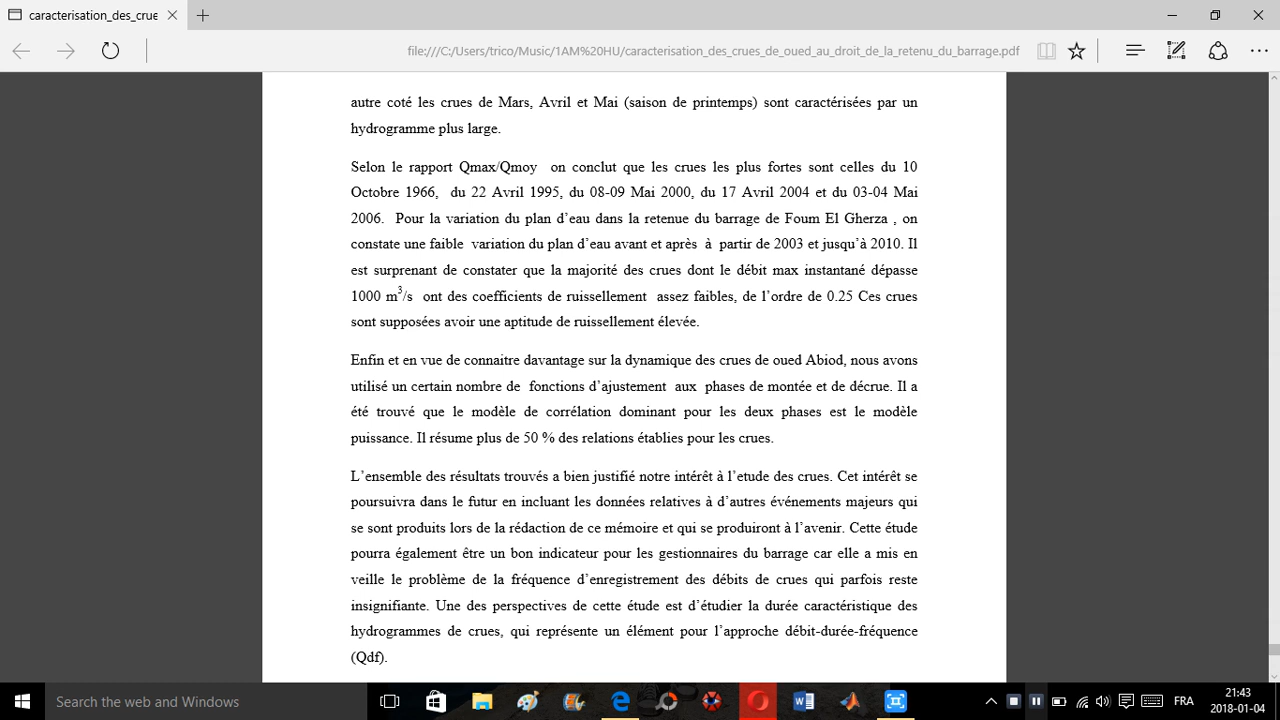 caracterisation_des_crue
file:///C:/Users/trico/Music/1AM%20HU/caracterisation_des_crues_de_oued_au_droit_de_la_retenu_du_barrage.pdf
autre coté les crues de Mars, Avril et Mai (saison de printemps) sont caractérisées par un
hydrogramme plus large.
Selon le rapport Qmax/Qmoy on conclut que les crues les plus fortes sont celles du 10
Octobre 1966, du 22 Avril 1995, du 08-09 Mai 2000, du 17 Avril 2004 et du 03-04 Mai
2006. Pour la variation du plan d’eau dans la retenue du barrage de Foum El Gherza , on
constate une faible variation du plan d’eau avant et après à partir de 2003 et jusqu’à 2010. Il
est surprenant de constater que la majorité des crues dont le débit max instantané dépasse
1000 m³/s ont des coefficients de ruissellement assez faibles, de l’ordre de 0.25 Ces crues
sont supposées avoir une aptitude de ruissellement élevée.
Enfin et en vue de connaitre davantage sur la dynamique des crues de oued Abiod, nous avons
utilisé un certain nombre de fonctions d’ajustement aux phases de montée et de décrue. Il a
été trouvé que le modèle de corrélation dominant pour les deux phases est le modèle
puissance. Il résume plus de 50 % des relations établies pour les crues.
L’ensemble des résultats trouvés a bien justifié notre intérêt à l’etude des crues. Cet intérêt se
poursuivra dans le futur en incluant les données relatives à d’autres événements majeurs qui
se sont produits lors de la rédaction de ce mémoire et qui se produiront à l’avenir. Cette étude
pourra également être un bon indicateur pour les gestionnaires du barrage car elle a mis en
veille le problème de la fréquence d’enregistrement des débits de crues qui parfois reste
insignifiante. Une des perspectives de cette étude est d’étudier la durée caractéristique des
hydrogrammes de crues, qui représente un élément pour l’approche débit-durée-fréquence
(Qdf).
Search the web and Windows
FRA
21:43
2018-01-04